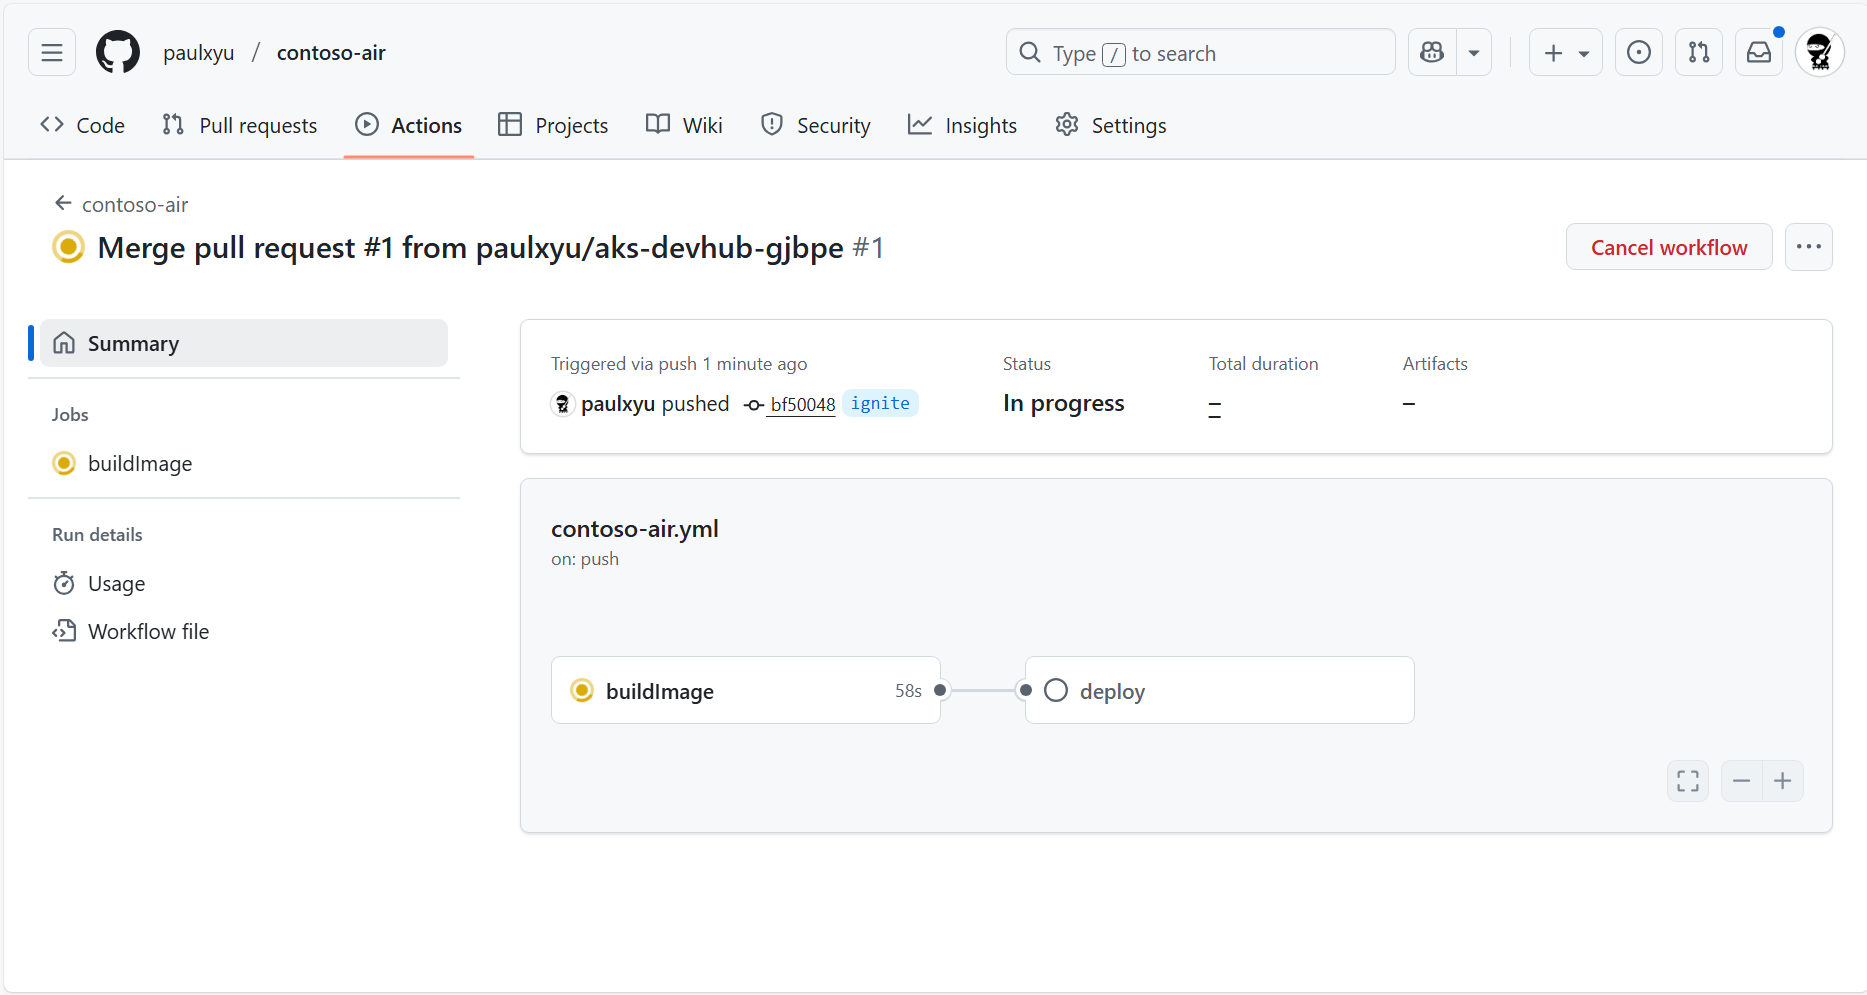 paulxyu / contoso-air
Type / to search
Code
Pull requests
Actions
Projects
Wiki
Security
Insights
Settings
contoso-air
Merge pull request #1 from paulxyu/aks-devhub-gjbpe #1
Cancel workflow
Summary
Jobs
buildImage
Run details
Usage
Workflow file
Triggered via push 1 minute ago
paulxyu pushed bf50048 ignite
Status
In progress
Total duration
–
Artifacts
–
contoso-air.yml
on: push
buildImage 58s
deploy